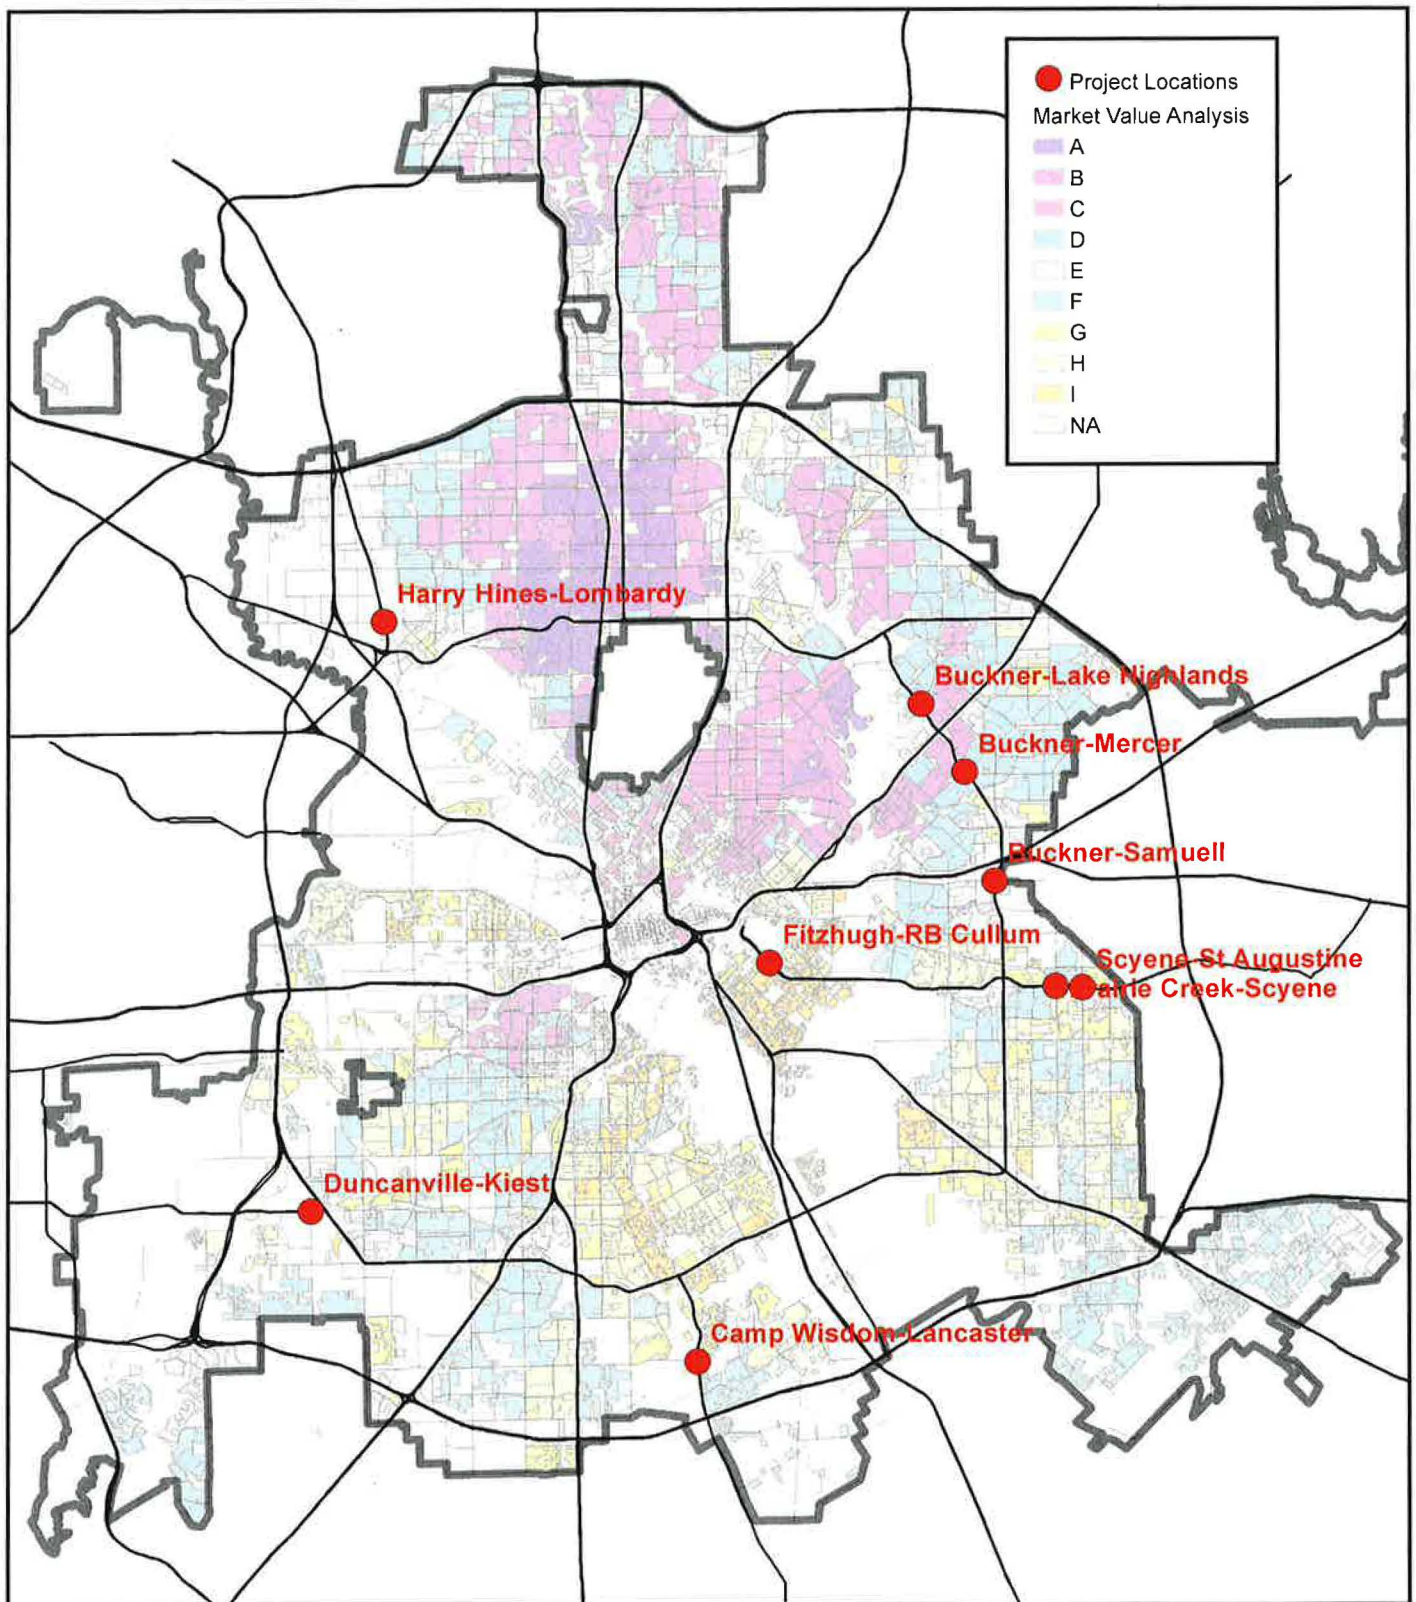 Project Locations
Market Value Analysis
A
B
C
D
E
F
G
H
I
NA
Harry Hines-Lombardy
Buckner-Lake Highlands
Buckner-Mercer
Buckner-Samuell
Fitzhugh-RB Cullum
Scyene-St Augustine
airie Creek-Scyene
Duncanville-Kiest
Camp Wisdom-Lancaster